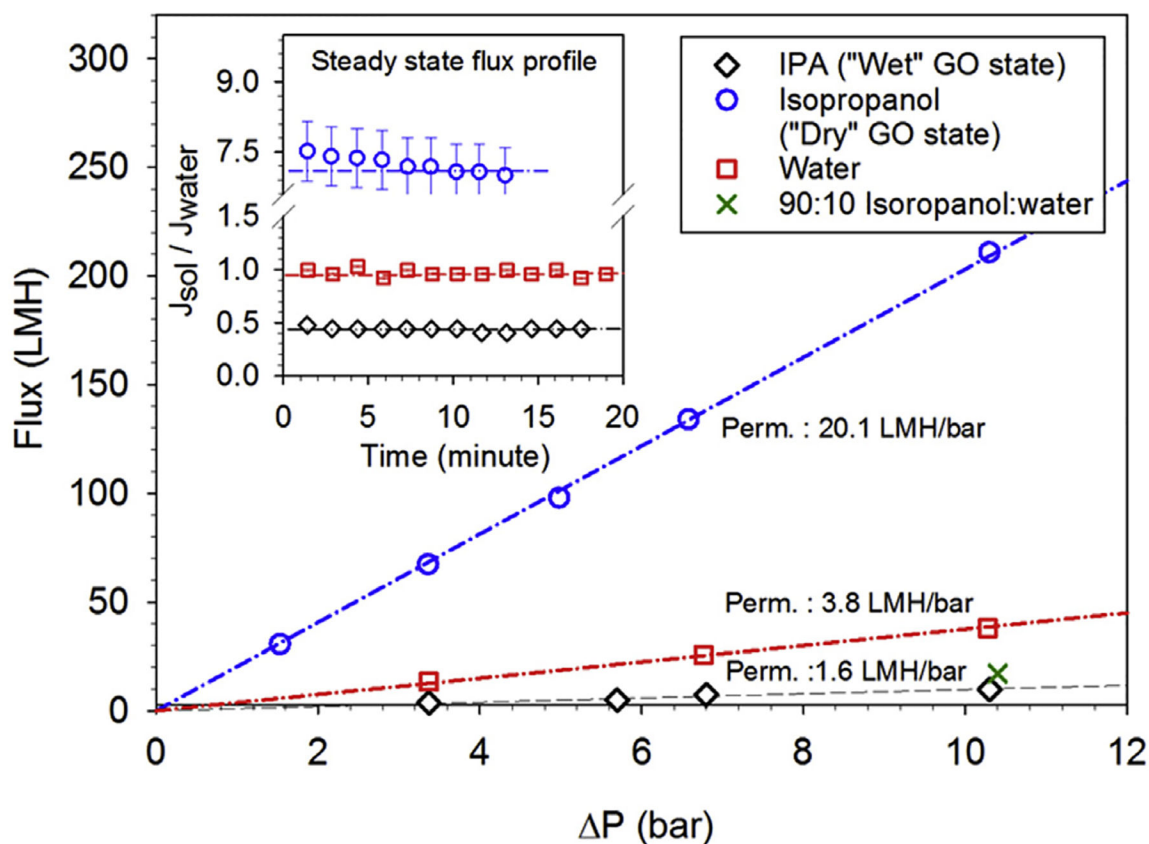 Flux (LMH)
300
250
200
150
100
50
0
0 2 4 6 8 10 12
ΔP (bar)
Steady state flux profile
Jsol / Jwater
9.0
7.5
1.5
1.0
0.5
0.0
0 5 10 15 20
Time (minute)
IPA ("Wet" GO state)
Isopropanol
("Dry" GO state)
Water
90:10 Isoropanol:water
Perm. : 20.1 LMH/bar
Perm. : 3.8 LMH/bar
Perm. :1.6 LMH/bar